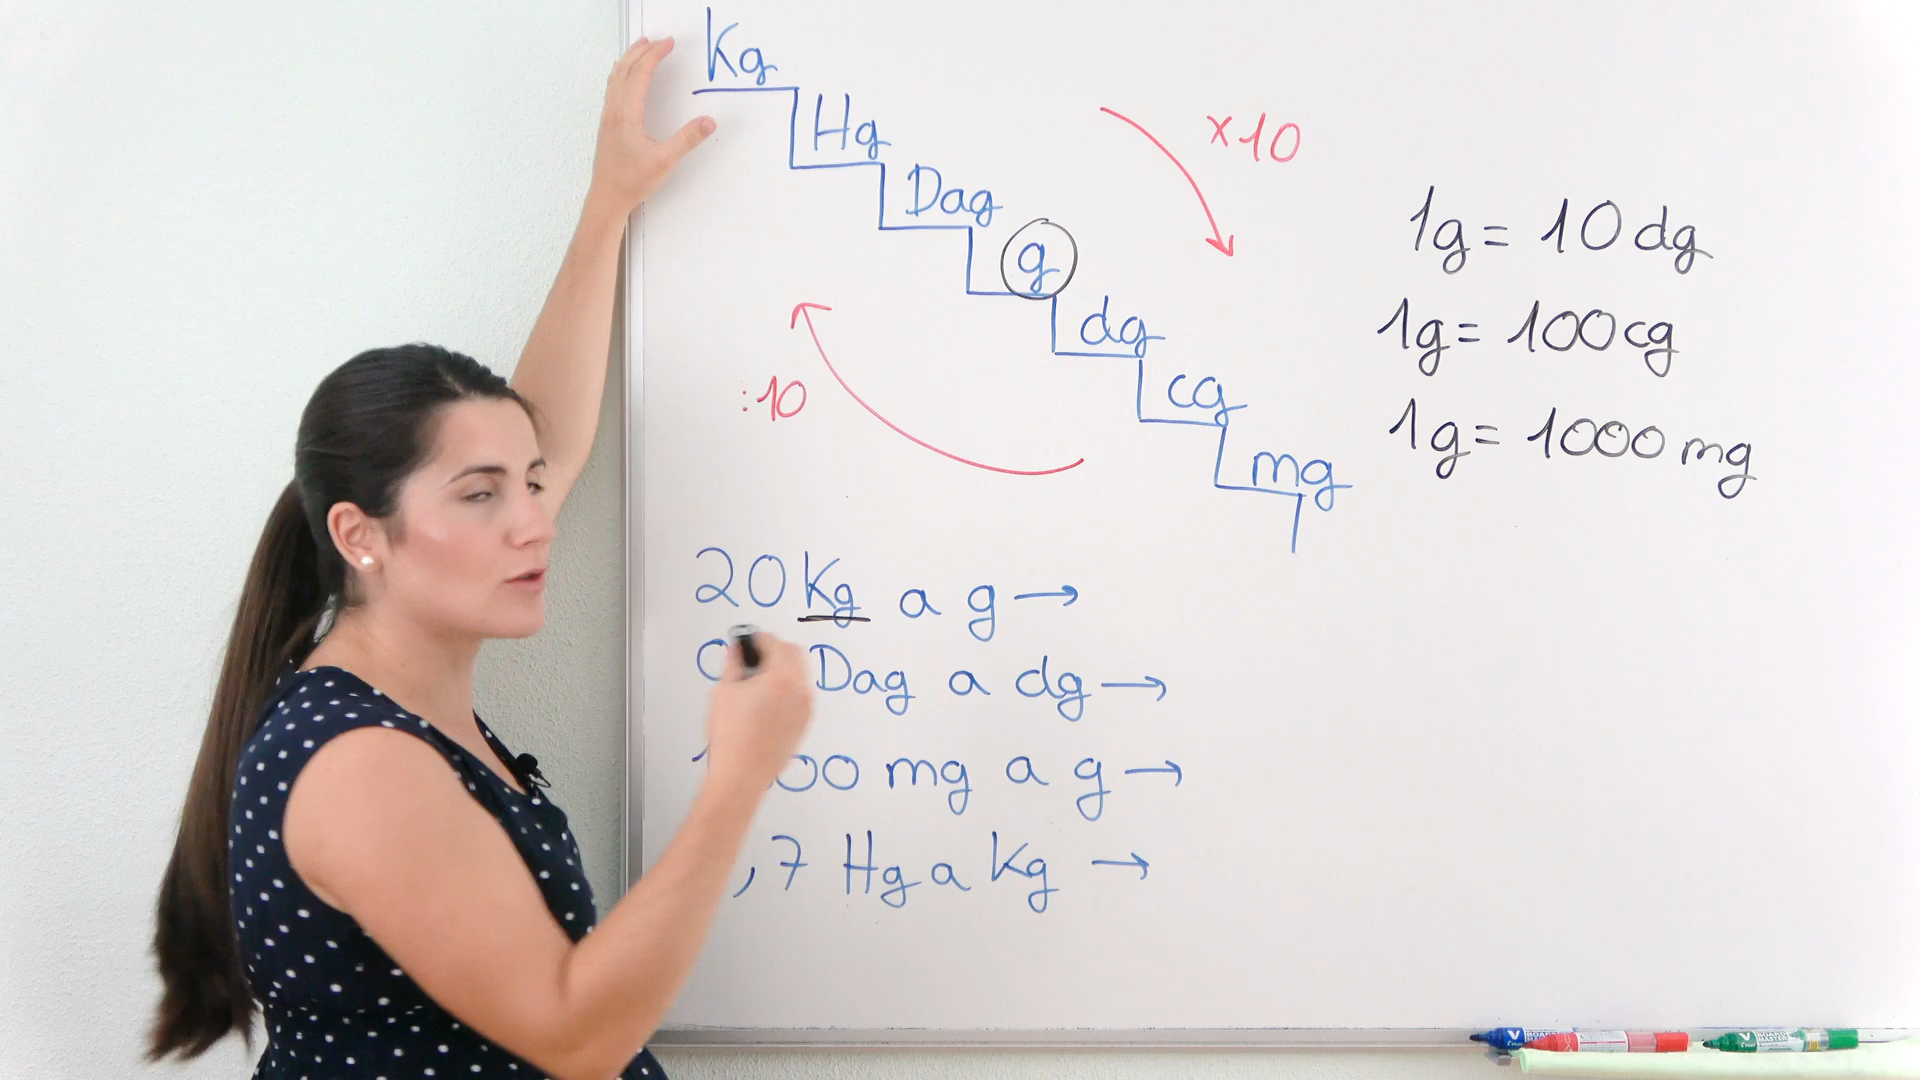 Kg
Hg
Dag
g
dg
cg
mg
x10
:10
1g = 10 dg
1g = 100 cg
1g = 1000 mg
20 Kg a g →
Dag a dg →
mg a g →
,7 Hg a Kg →